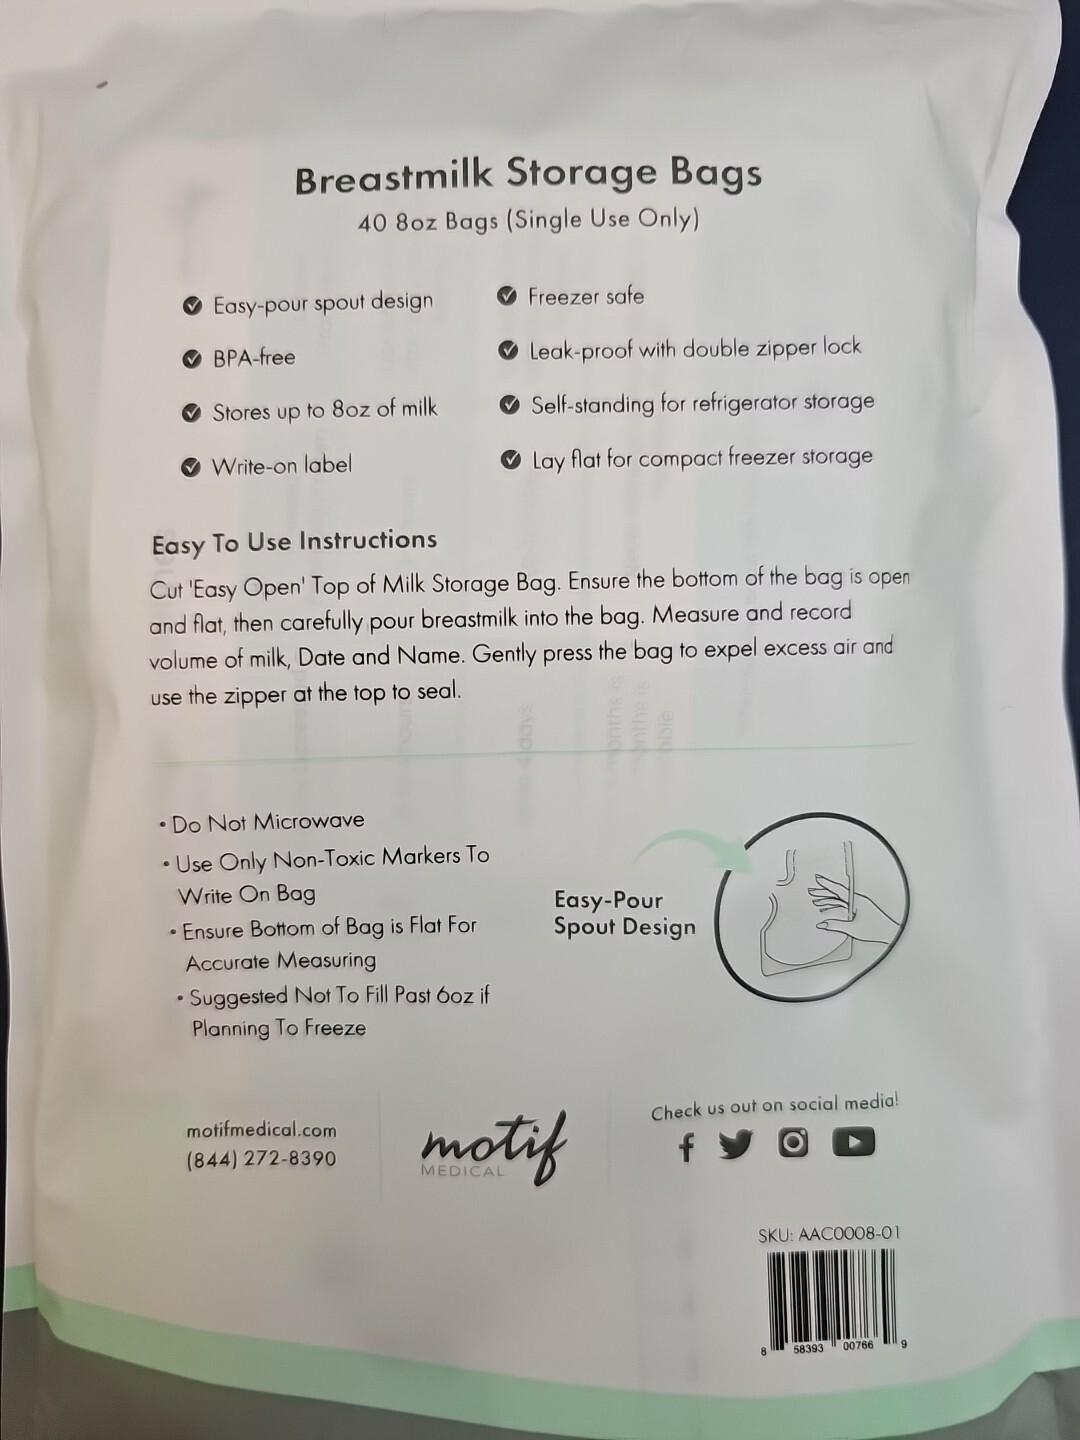 Breastmilk Storage Bags
40 8oz Bags (Single Use Only)
Easy-pour spout design
BPA-free
Stores up to 8oz of milk
Write-on label
Freezer safe
Leak-proof with double zipper lock
Self-standing for refrigerator storage
Lay flat for compact freezer storage
Easy To Use Instructions
Cut 'Easy Open' Top of Milk Storage Bag. Ensure the bottom of the bag is open
and flat, then carefully pour breastmilk into the bag. Measure and record
volume of milk, Date and Name. Gently press the bag to expel excess air and
use the zipper at the top to seal.
• Do Not Microwave
• Use Only Non-Toxic Markers To
Write On Bag
• Ensure Bottom of Bag is Flat For
Accurate Measuring
• Suggested Not To Fill Past 6oz if
Planning To Freeze
Easy-Pour
Spout Design
motifmedical.com
(844) 272-8390
motif
MEDICAL
Check us out on social media!
SKU: AAC0008-01
8 58393 00766 9